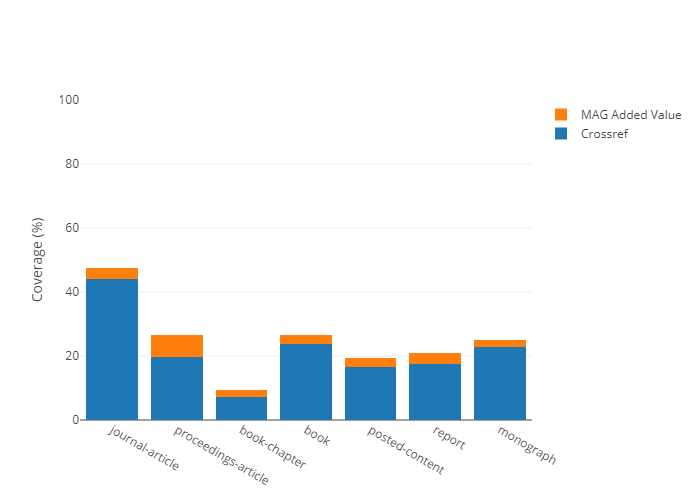 100
80
60
40
20
0
Coverage (%)
journal-article
proceedings-article
book-chapter
book
posted-content
report
monograph
MAG Added Value
Crossref